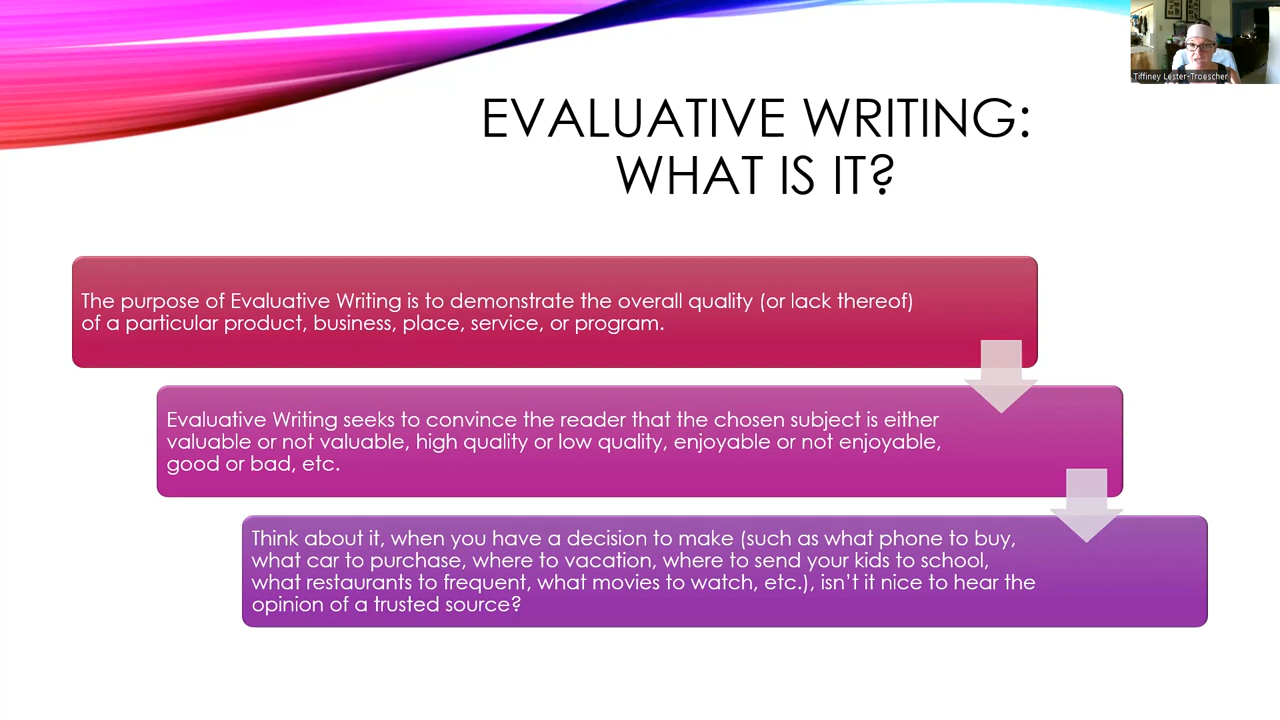 Tiffiney Lester-Troescher
EVALUATIVE WRITING:
WHAT IS IT?
The purpose of Evaluative Writing is to demonstrate the overall quality (or lack thereof)
of a particular product, business, place, service, or program.
Evaluative Writing seeks to convince the reader that the chosen subject is either
valuable or not valuable, high quality or low quality, enjoyable or not enjoyable,
good or bad, etc.
Think about it, when you have a decision to make (such as what phone to buy,
what car to purchase, where to vacation, where to send your kids to school,
what restaurants to frequent, what movies to watch, etc.), isn’t it nice to hear the
opinion of a trusted source?